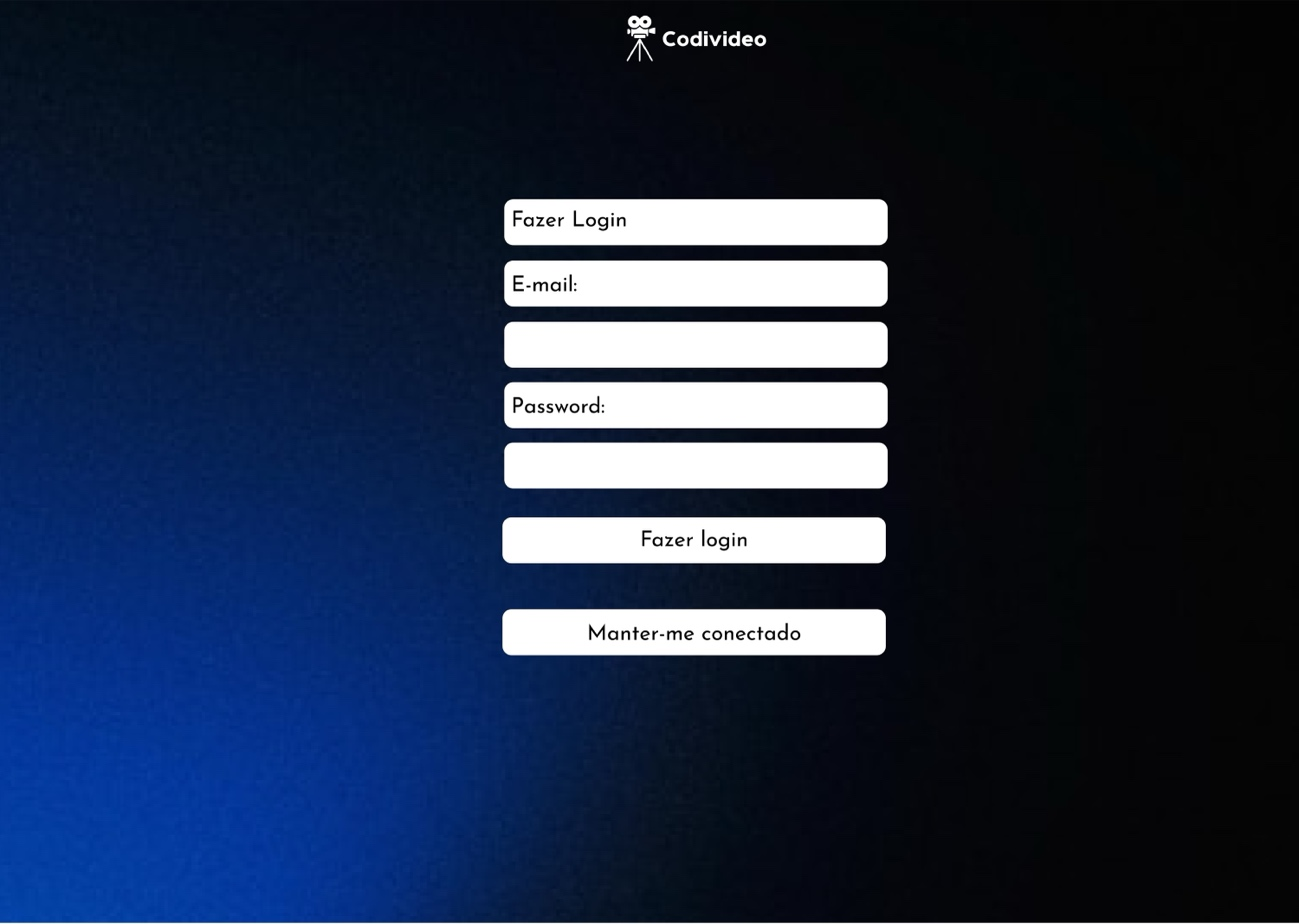 Codivideo
Fazer Login
E-mail:
Password:
Fazer login
Manter-me conectado